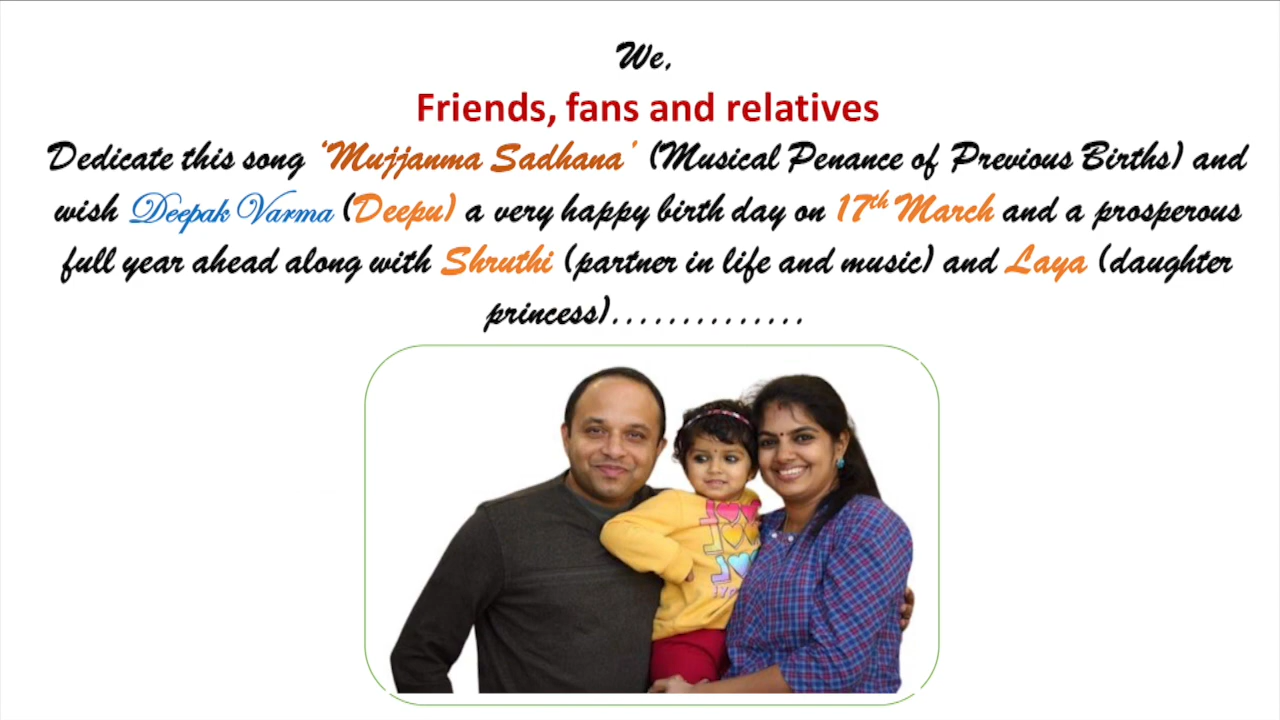 We,
Friends, fans and relatives
Dedicate this song ‘Mujjanma Sadhana’ (Musical Penance of Previous Births) and
wish Deepak Varma (Deepu) a very happy birth day on 17th March and a prosperous
full year ahead along with Shruthi (partner in life and music) and Laya (daughter
princess)..............